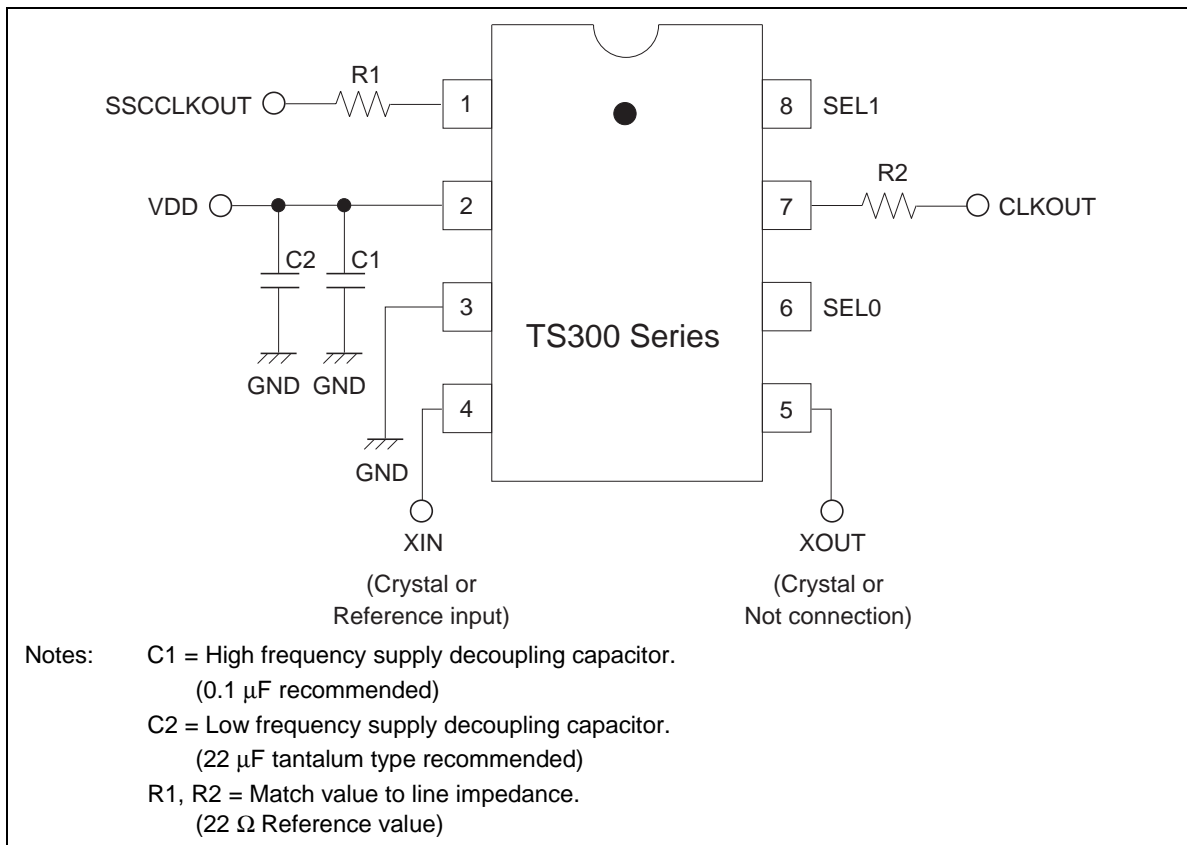 R1
SSCCLKOUT
1
8
SEL1
R2
VDD
2
7
CLKOUT
C2
C1
3
6
SEL0
TS300 Series
GND
GND
4
5
GND
XIN
XOUT
(Crystal or
Reference input)
(Crystal or
Not connection)
Notes: C1 = High frequency supply decoupling capacitor.
(0.1 μF recommended)
C2 = Low frequency supply decoupling capacitor.
(22 μF tantalum type recommended)
R1, R2 = Match value to line impedance.
(22 Ω Reference value)